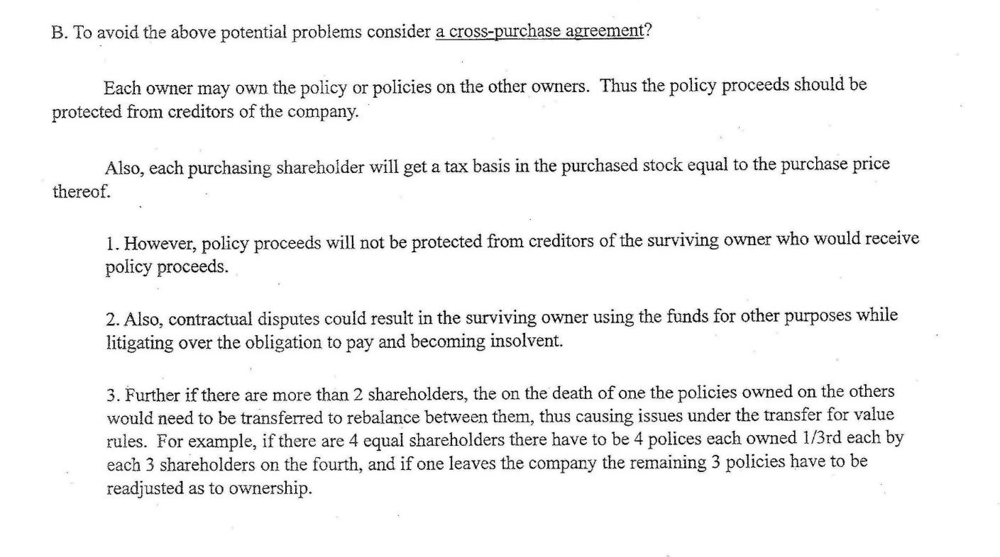 B. To avoid the above potential problems consider a cross-purchase agreement?
Each owner may own the policy or policies on the other owners. Thus the policy proceeds should be
protected from creditors of the company.
Also, each purchasing shareholder will get a tax basis in the purchased stock equal to the purchase price
thereof.
1. However, policy proceeds will not be protected from creditors of the surviving owner who would receive
policy proceeds.
2. Also, contractual disputes could result in the surviving owner using the funds for other purposes while
litigating over the obligation to pay and becoming insolvent.
3. Further if there are more than 2 shareholders, the on the death of one the policies owned on the others
would need to be transferred to rebalance between them, thus causing issues under the transfer for value
rules. For example, if there are 4 equal shareholders there have to be 4 polices each owned 1/3rd each by
each 3 shareholders on the fourth, and if one leaves the company the remaining 3 policies have to be
readjusted as to ownership.